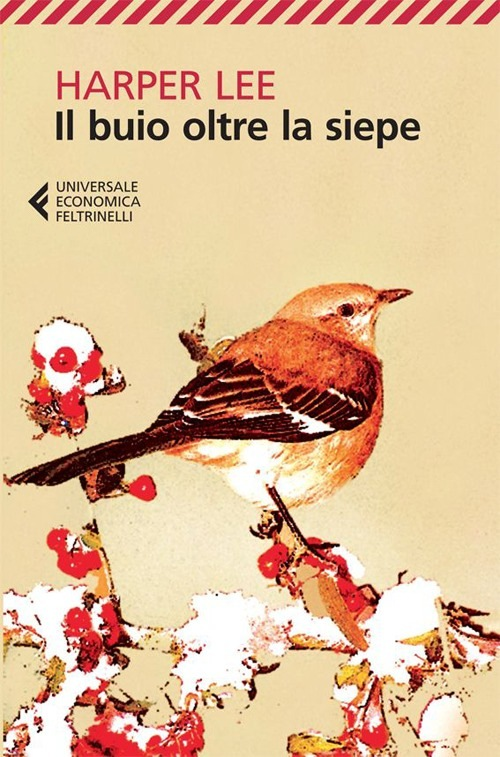 HARPER LEE
Il buio oltre la siepe
UNIVERSALE
ECONOMICA
FELTRINELLI